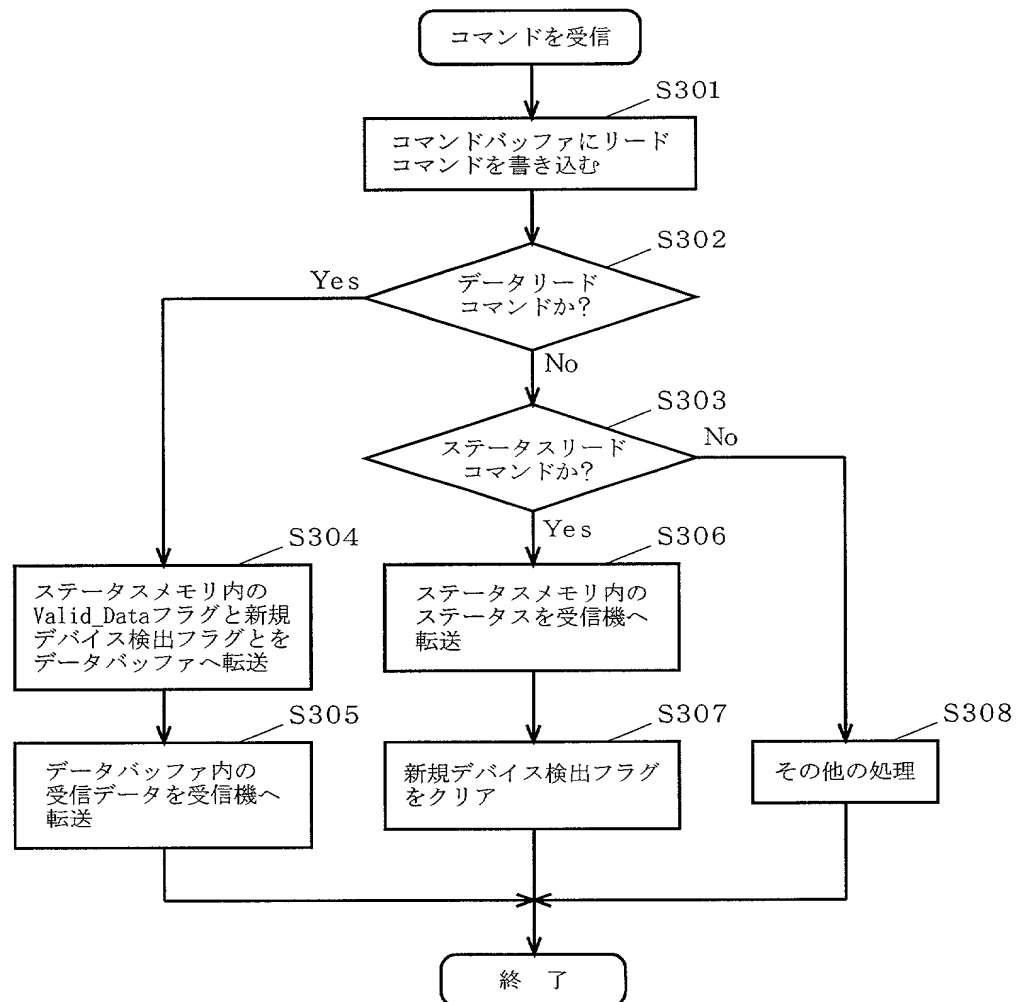 コマンドを受信
S301
コマンドバッファにリード
コマンドを書き込む
S302
データリード
コマンドか?
Yes
No
S303
ステータスリード
コマンドか?
No
Yes
S304
ステータスメモリ内の
Valid_Dataフラグと新規
デバイス検出フラグとを
データバッファへ転送
S306
ステータスメモリ内の
ステータスを受信機へ
転送
S305
データバッファ内の
受信データを受信機へ
転送
S307
新規デバイス検出フラグ
をクリア
S308
その他の処理
終 了